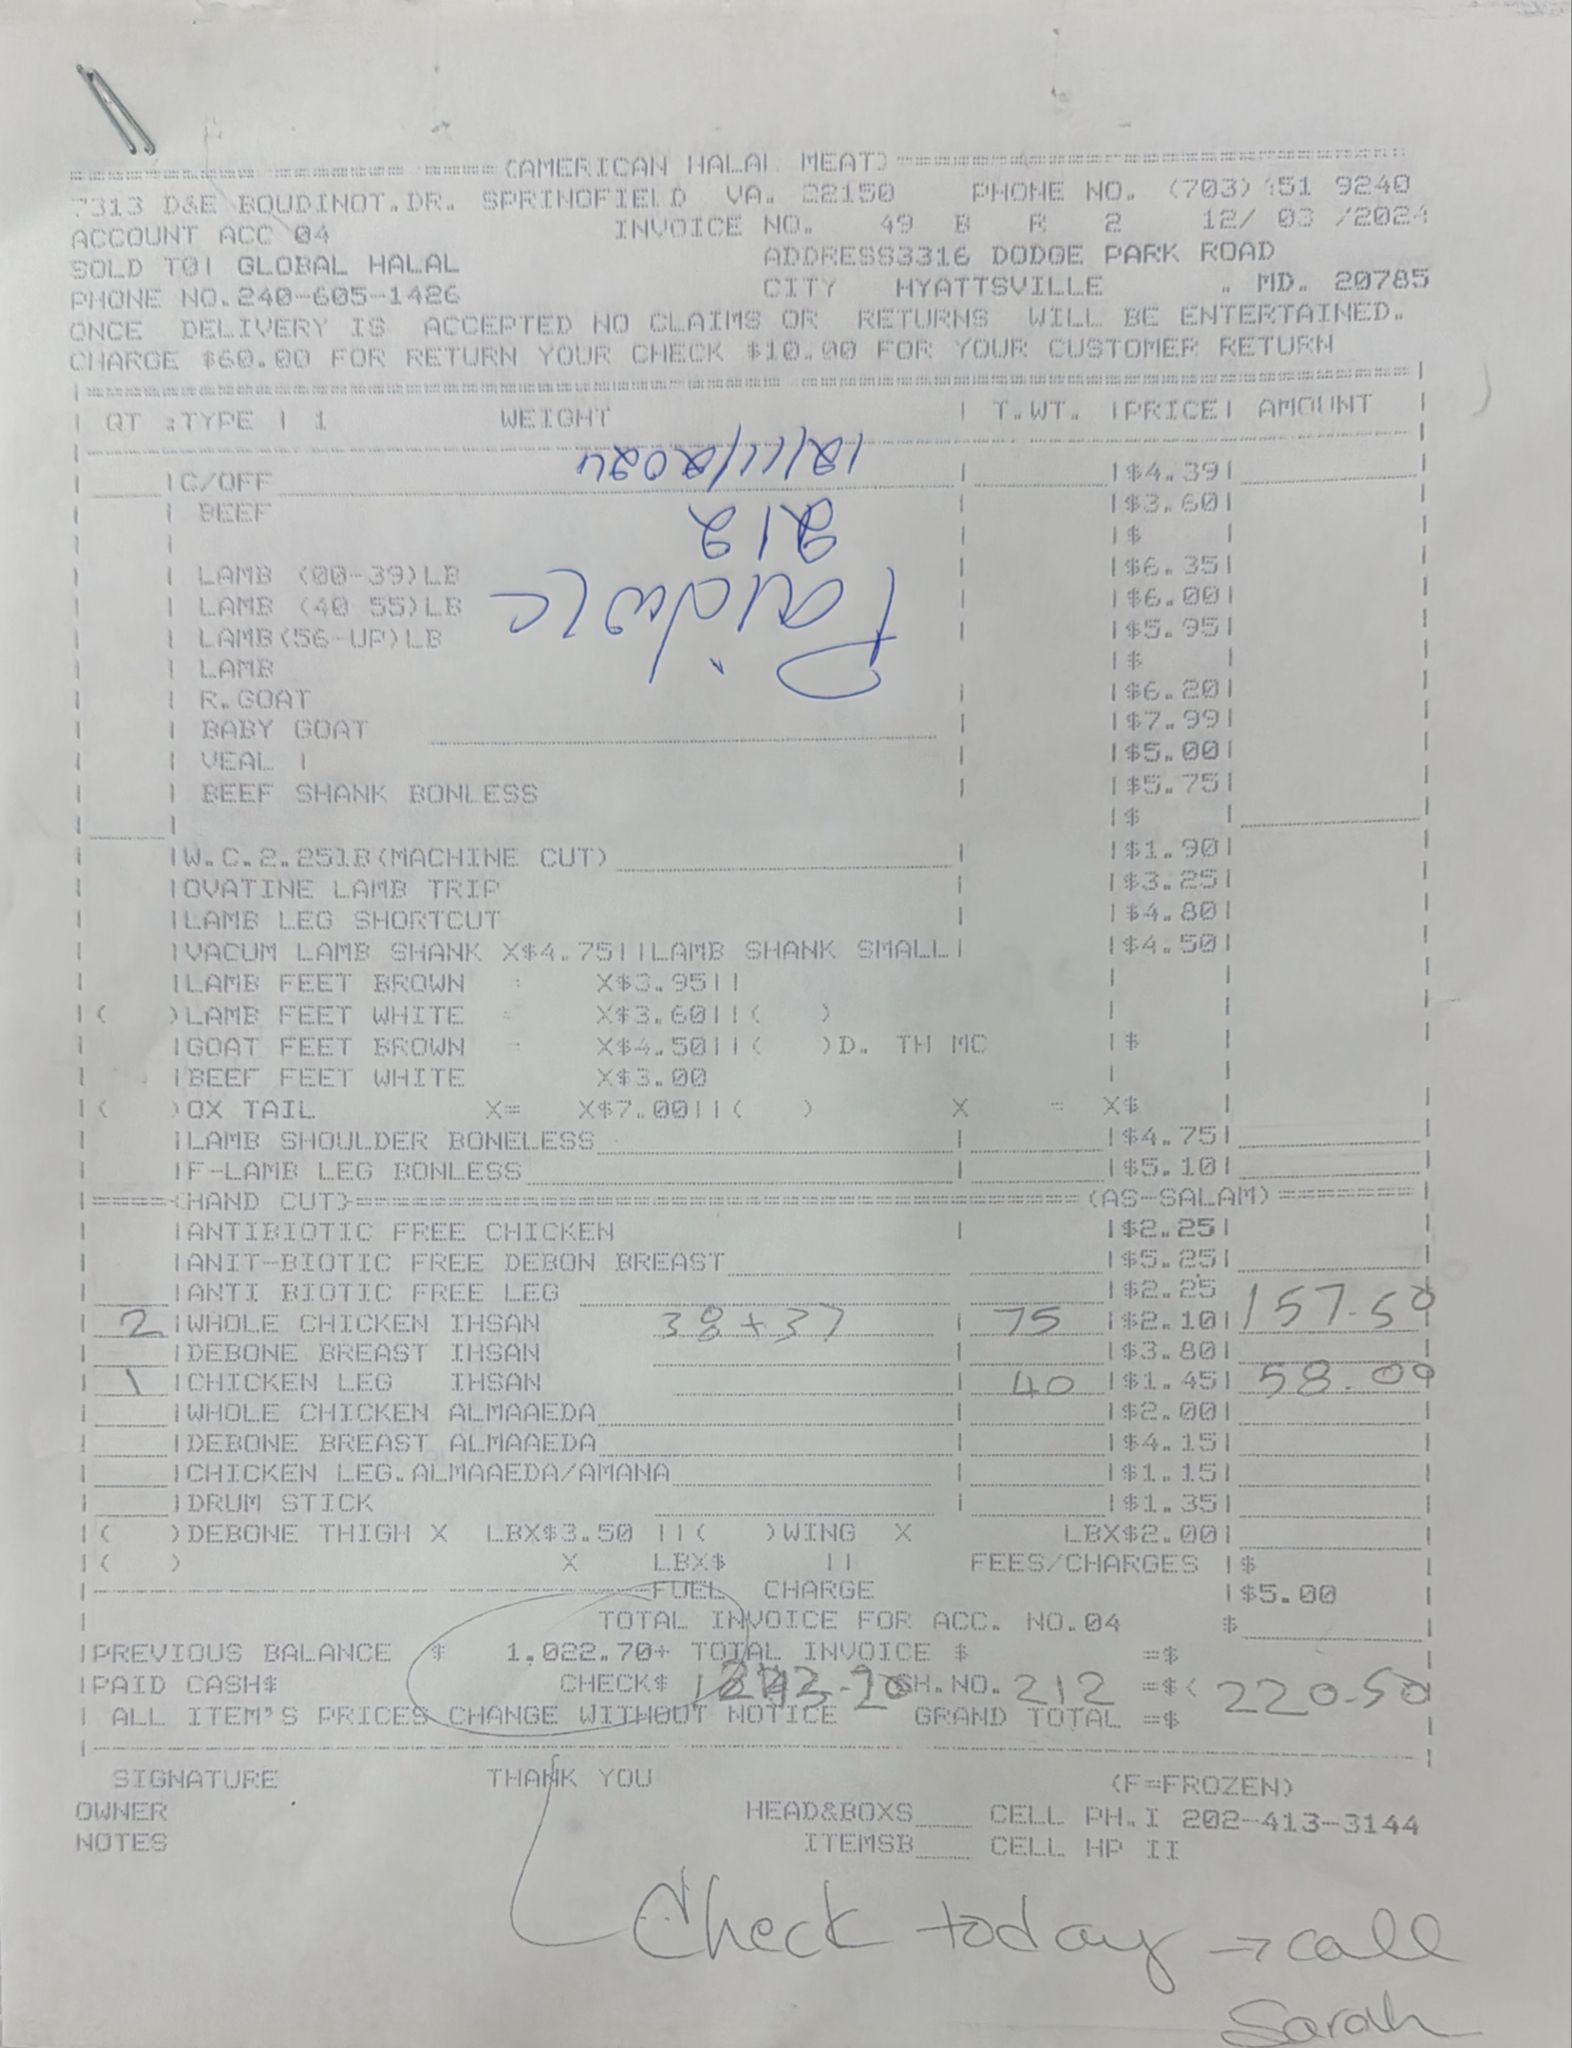 (AMERICAN HALAL MEAT)
7313 D&E BOUDINOT.DR. SPRINGFIELD VA. 22150 PHONE NO. (703) 451 9240
ACCOUNT ACC 04 INVOICE NO. 49 B R 2 12/ 03 /2024
SOLD TO| GLOBAL HALAL ADDRESS3316 DODGE PARK ROAD
PHONE NO.240-605-1426 CITY HYATTSVILLE . MD. 20785
ONCE DELIVERY IS ACCEPTED NO CLAIMS OR RETURNS WILL BE ENTERTAINED.
CHARGE $60.00 FOR RETURN YOUR CHECK $10.00 FOR YOUR CUSTOMER RETURN
QT :TYPE | 1 WEIGHT | T.WT. |PRICE| AMOUNT
12/11/2024
|C/OFF |$4.39|
212
| BEEF |$3.60|
|$ |
Paid
| LAMB (00-39)LB |$6.35|
| LAMB (40 55)LB |$6.00|
| LAMB(56-UP)LB |$5.95|
| LAMB |$ |
| R.GOAT |$6.20|
| BABY GOAT |$7.99|
| VEAL | |$5.00|
| BEEF SHANK BONLESS |$5.75|
| |$ |
|W.C.2.25lB(MACHINE CUT) |$1.90|
|OVATINE LAMB TRIP |$3.25|
|LAMB LEG SHORTCUT |$4.80|
|VACUM LAMB SHANK X$4.75||LAMB SHANK SMALL| |$4.50|
|LAMB FEET BROWN X$3.95||
|( )LAMB FEET WHITE X$3.60||( )
|GOAT FEET BROWN X$4.50||( )D. TH MC |$
|BEEF FEET WHITE X$3.00
|( )OX TAIL X= X$7.00||( ) X = X$ |
|LAMB SHOULDER BONELESS |$4.75|
|F-LAMB LEG BONLESS |$5.10|
|====(HAND CUT)====(AS-SALAM)====|
|ANTIBIOTIC FREE CHICKEN |$2.25|
|ANIT-BIOTIC FREE DEBON BREAST |$5.25|
|ANTI BIOTIC FREE LEG |$2.25
2 |WHOLE CHICKEN IHSAN 38+37 | 75 |$2.10| 157.50
|DEBONE BREAST IHSAN |$3.80|
1 |CHICKEN LEG IHSAN | 40 |$1.45| 58.00
|WHOLE CHICKEN ALMAAEDA |$2.00|
|DEBONE BREAST ALMAAEDA |$4.15|
|CHICKEN LEG.ALMAAEDA/AMANA |$1.15|
|DRUM STICK |$1.35|
|( )DEBONE THIGH X LBX$3.50 ||( )WING X LBX$2.00|
|( ) X LBX$ || FEES/CHARGES |$
FUEL CHARGE |$5.00
TOTAL INVOICE FOR ACC. NO.04 $
|PREVIOUS BALANCE $ 1,022.70+ TOTAL INVOICE $ =$
|PAID CASH$ CHECK$ CH.NO. 212 =$( 220.50
| ALL ITEM'S PRICES CHANGE WITHOUT NOTICE GRAND TOTAL =$
SIGNATURE THANK YOU (F=FROZEN)
OWNER HEAD&BOXS____ CELL PH.I 202-413-3144
NOTES ITEMSB____ CELL HP II
Check today → call
Sarah